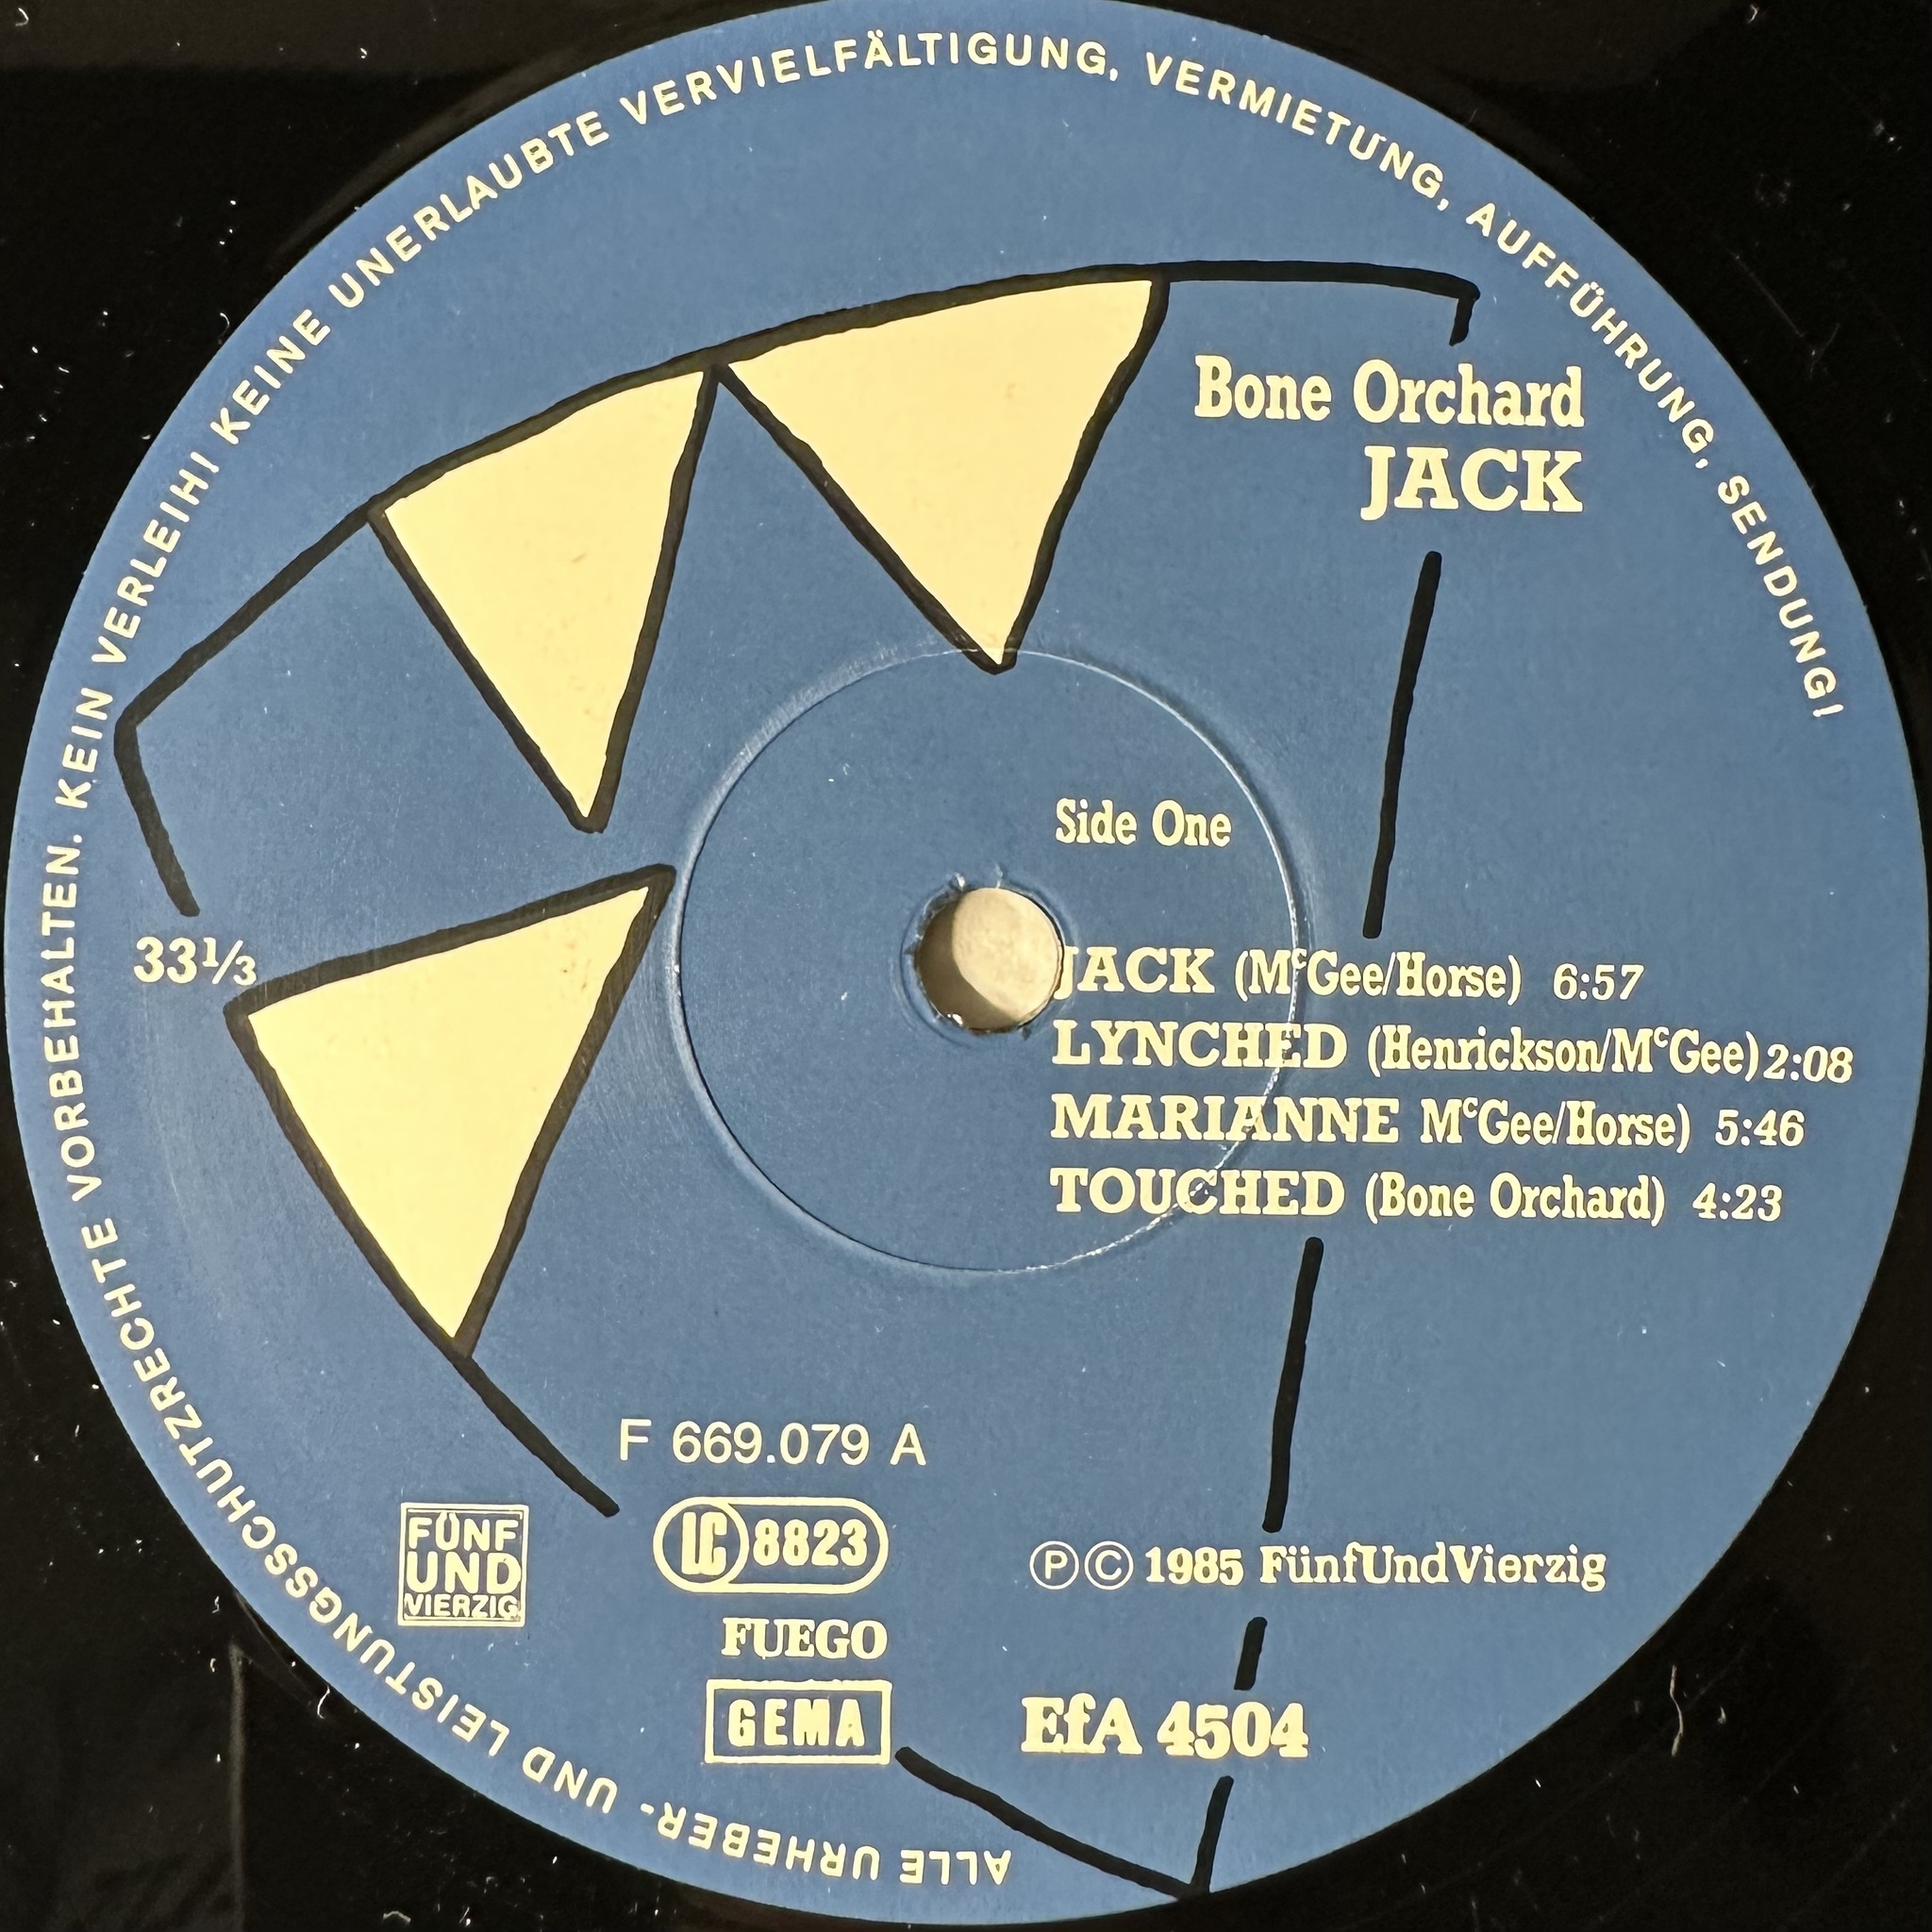 ALLE URHEBER- UND LEISTUNGSSCHUTZRECHTE VORBEHALTEN. KEIN VERLEIH! KEINE UNERLAUBTE VERVIELFÄLTIGUNG, VERMIETUNG, AUFFÜHRUNG, SENDUNG!
Bone Orchard
JACK
Side One
33⅓
JACK (McGee/Horse) 6:57
LYNCHED (Henrickson/McGee) 2:08
MARIANNE McGee/Horse) 5:46
TOUCHED (Bone Orchard) 4:23
F 669.079 A
FÜNF
UND
VIERZIG
LC 8823
ⓅⒸ 1985 FünfUndVierzig
FUEGO
GEMA
EfA 4504